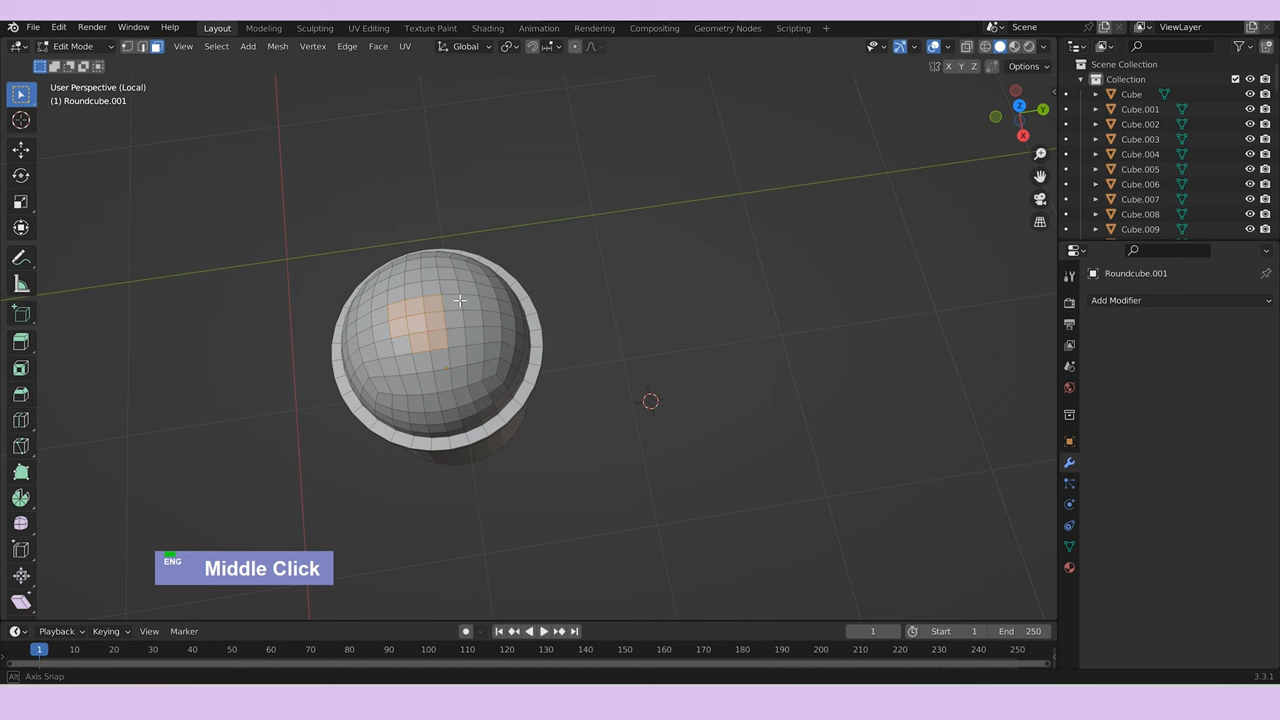 File Edit Render Window Help Layout Modeling Sculpting UV Editing Texture Paint Shading Animation Rendering Compositing Geometry Nodes Scripting Scene ViewLayer
Edit Mode View Select Add Mesh Vertex Edge Face UV Global
X Y Z Options
User Perspective (Local)
(1) Roundcube.001
Z Y X
Scene Collection
Collection
Cube
Cube.001
Cube.002
Cube.003
Cube.004
Cube.005
Cube.006
Cube.007
Cube.008
Cube.009
Roundcube.001
Add Modifier
ENG Middle Click
Playback Keying View Marker 1 Start 1 End 250
1 10 20 30 40 50 60 70 80 90 100 110 120 130 140 150 160 170 180 190 200 210 220 230 240 250
Alt Axis Snap 3.3.1